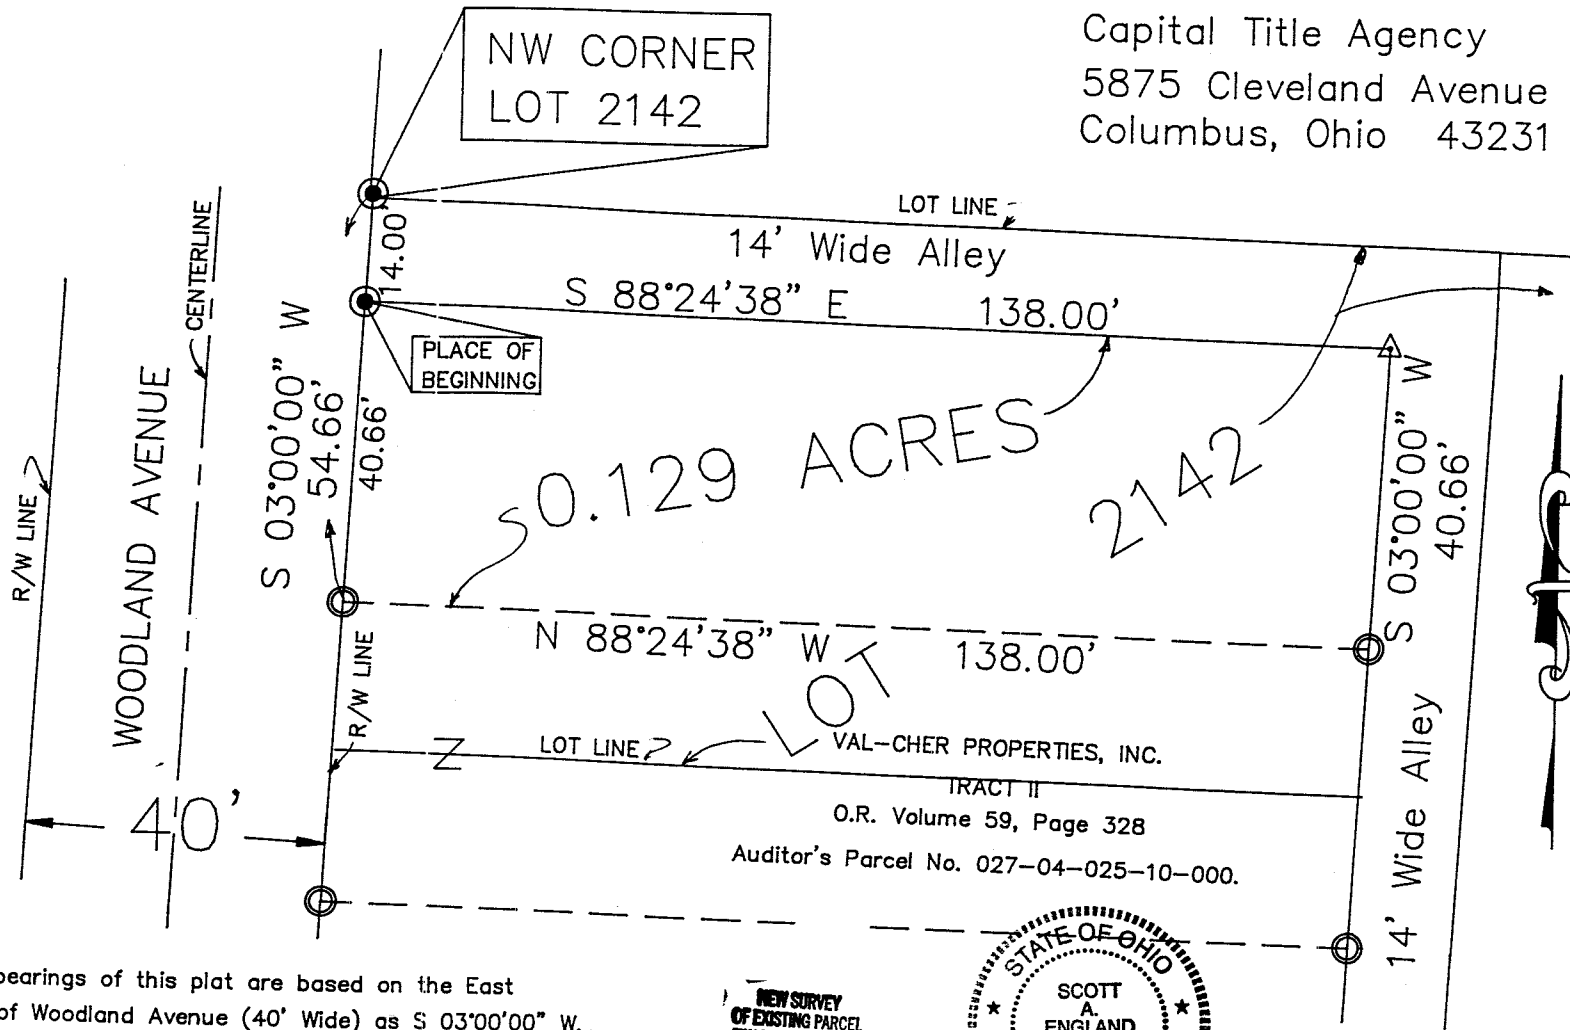 NW CORNER
LOT 2142
Capital Title Agency
5875 Cleveland Avenue
Columbus, Ohio 43231
LOT LINE
14' Wide Alley
14.00'
S 88°24'38" E 138.00'
PLACE OF
BEGINNING
CENTERLINE
WOODLAND AVENUE
R/W LINE
S 03°00'00" W
54.66'
40.66'
0.129 ACRES
LOT 2142
S 03°00'00" W
40.66'
N 88°24'38" W 138.00'
R/W LINE
LOT LINE
VAL-CHER PROPERTIES, INC.
TRACT II
O.R. Volume 59, Page 328
Auditor's Parcel No. 027-04-025-10-000.
40'
14' Wide Alley
bearings of this plat are based on the East
of Woodland Avenue (40' Wide) as S 03°00'00" W.
NEW SURVEY
OF EXISTING PARCEL
STATE OF OHIO
SCOTT
A.
ENGLAND